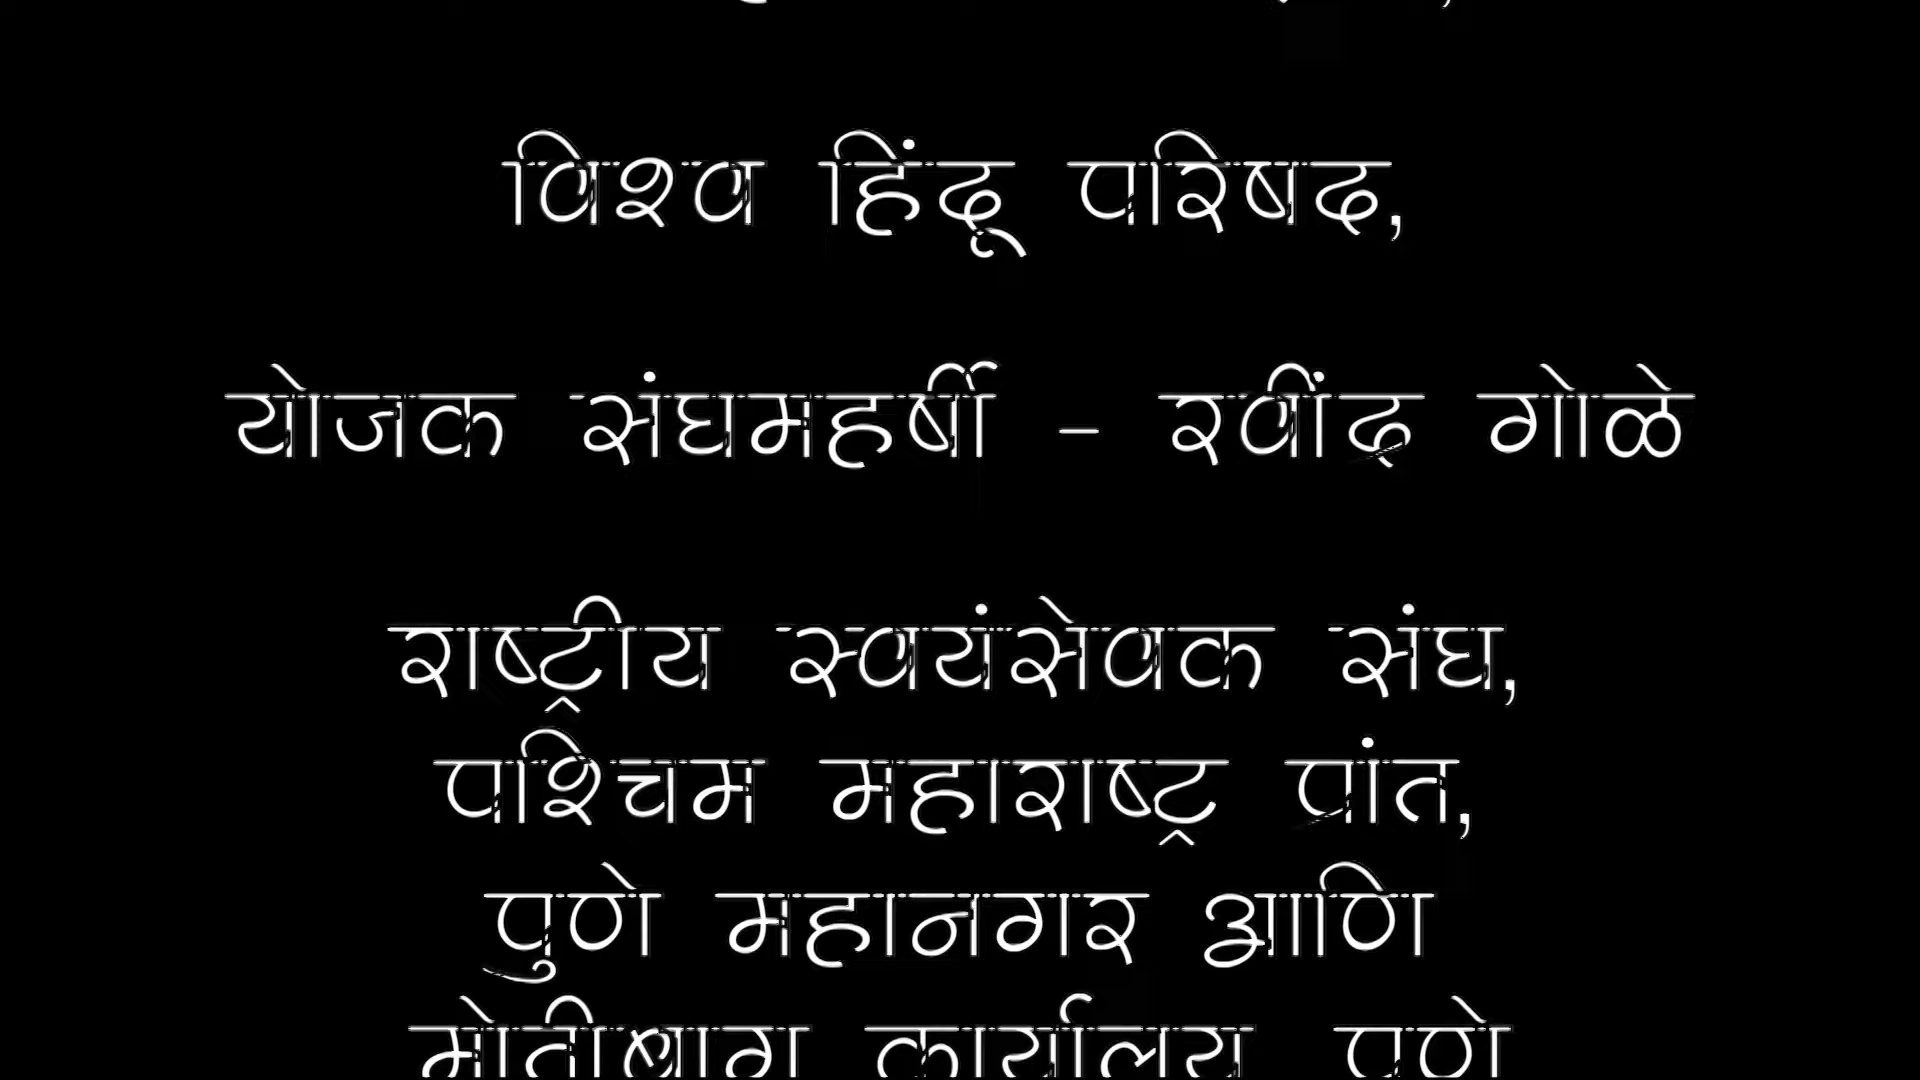 विश्व हिंदू परिषद,
योजक संघमहर्षी - रवींद्र गोळे
राष्ट्रीय स्वयंसेवक संघ,
पश्चिम महाराष्ट्र प्रांत,
पुणे महानगर आणि
मोतीबाग कार्यालय, पुणे